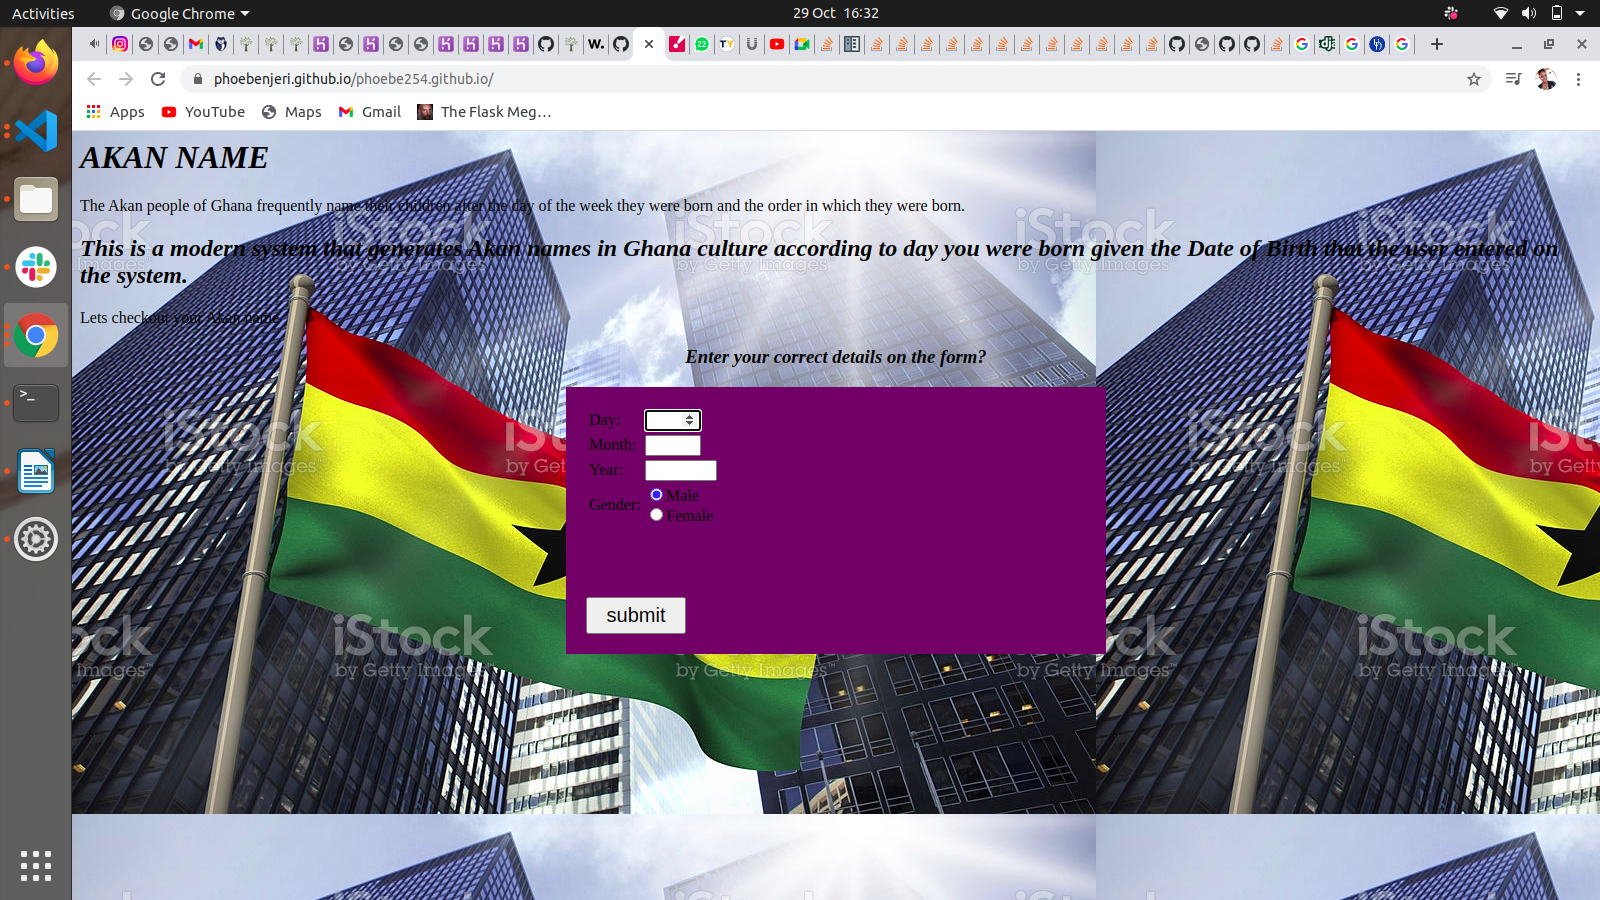 Activities
Google Chrome
29 Oct 16:32
22
TY
W.
phoebenjeri.github.io/phoebe254.github.io/
Apps
YouTube
Maps
Gmail
The Flask Meg…
AKAN NAME
The Akan people of Ghana frequently name their children after the day of the week they were born and the order in which they were born.
This is a modern system that generates Akan names in Ghana culture according to day you were born given the Date of Birth that the user entered on
the system.
Lets checkout your Akan name
Enter your correct details on the form?
Day:
Month:
Year:
Gender:
Male
Female
submit
iStock
by Getty Images™